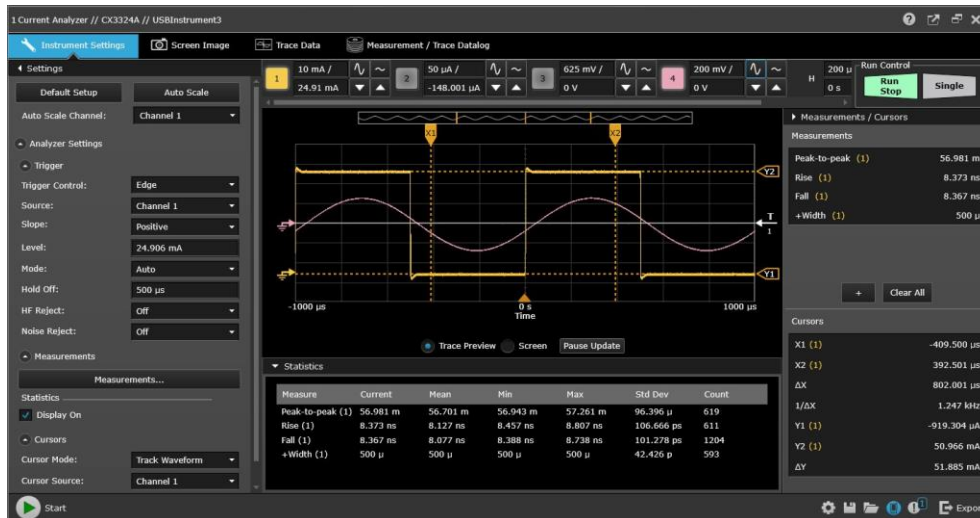 1 Current Analyzer // CX3324A // USBInstrument3
Instrument Settings Screen Image Trace Data Measurement / Trace Datalog
Settings
Default Setup Auto Scale
Auto Scale Channel: Channel 1
Analyzer Settings
Trigger
Trigger Control: Edge
Source: Channel 1
Slope: Positive
Level: 24.906 mA
Mode: Auto
Hold Off: 500 µs
HF Reject: Off
Noise Reject: Off
Measurements
Measurements...
Statistics
Display On
Cursors
Cursor Mode: Track Waveform
Cursor Source: Channel 1
Start
1 10 mA / 2 50 µA / 3 625 mV / 4 200 mV / H 200 µ
24.91 mA -148.001 µA 0 V 0 V 0 s
Run Control
Run Stop Single
X1 X2
Y2
T
1
Y1
-1000 µs 0 s 1000 µs
Time
Trace Preview Screen Pause Update
Statistics
Measure Current Mean Min Max Std Dev Count
Peak-to-peak (1) 56.981 m 56.701 m 56.943 m 57.261 m 96.396 µ 619
Rise (1) 8.373 ns 8.127 ns 8.457 ns 8.807 ns 106.666 ps 611
Fall (1) 8.367 ns 8.077 ns 8.388 ns 8.738 ns 101.278 ps 1204
+Width (1) 500 µ 500 µ 500 µ 500 µ 42.426 p 593
Measurements / Cursors
Measurements
Peak-to-peak (1) 56.981 m
Rise (1) 8.373 ns
Fall (1) 8.367 ns
+Width (1) 500 µ
+ Clear All
Cursors
X1 (1) -409.500 µs
X2 (1) 392.501 µs
ΔX 802.001 µs
1/ΔX 1.247 kHz
Y1 (1) -919.304 µA
Y2 (1) 50.966 mA
ΔY 51.885 mA
1
Expor